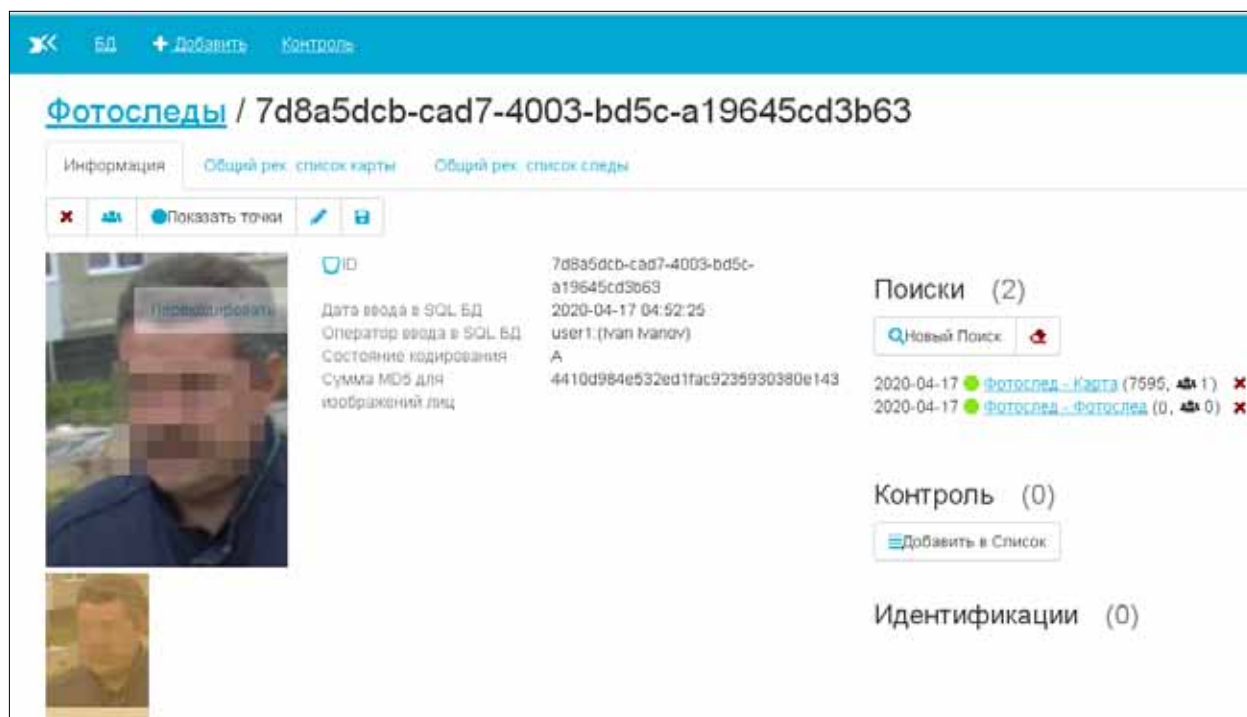 БД + Добавить Контроль
Фотоследы / 7d8a5dcb-cad7-4003-bd5c-a19645cd3b63
Информация Общий рек. список карты Общий рек. список следы
Показать точки
Перекодировать
ID 7d8a5dcb-cad7-4003-bd5c-
a19645cd3b63
Дата ввода в SQL БД 2020-04-17 04:52:25
Оператор ввода в SQL БД user1 (Ivan Ivanov)
Состояние кодирования A
Сумма MD5 для 4410d984e532ed1fac9235930380e143
изображений лиц
Поиски (2)
Новый Поиск
2020-04-17 Фотослед - Карта (7595, 1)
2020-04-17 Фотослед - Фотослед (0, 0)
Контроль (0)
Добавить в Список
Идентификации (0)